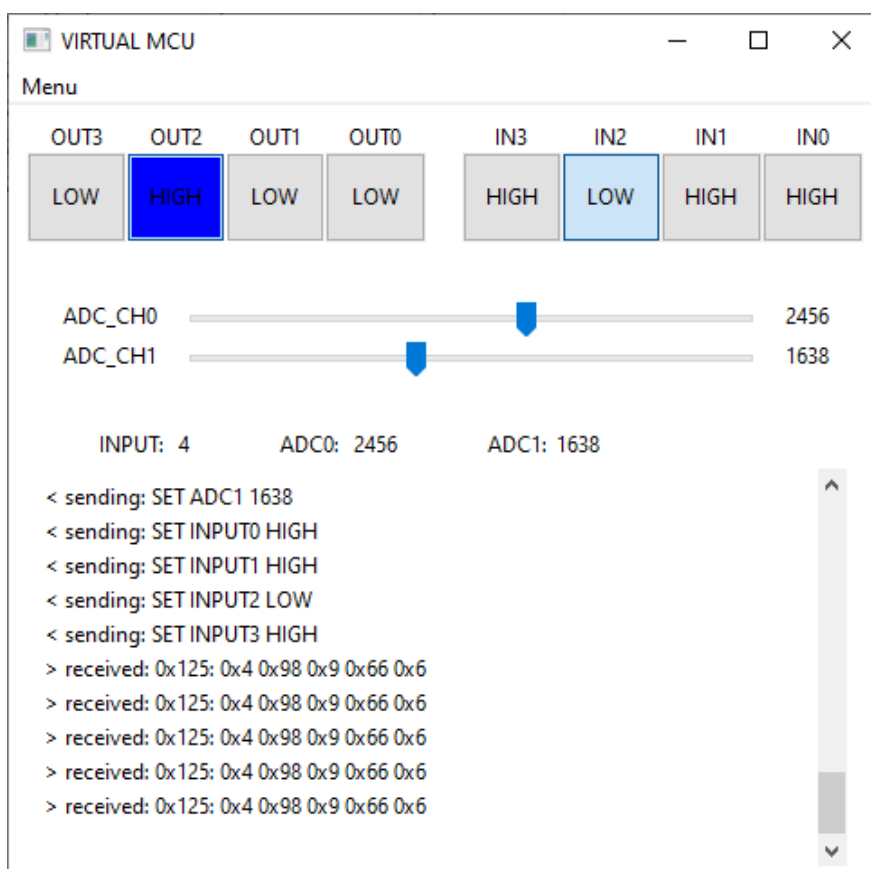 VIRTUAL MCU
Menu
OUT3 OUT2 OUT1 OUT0 IN3 IN2 IN1 IN0
LOW HIGH LOW LOW HIGH LOW HIGH HIGH
ADC_CH0 2456
ADC_CH1 1638
INPUT: 4 ADC0: 2456 ADC1: 1638
< sending: SET ADC1 1638
< sending: SET INPUT0 HIGH
< sending: SET INPUT1 HIGH
< sending: SET INPUT2 LOW
< sending: SET INPUT3 HIGH
> received: 0x125: 0x4 0x98 0x9 0x66 0x6
> received: 0x125: 0x4 0x98 0x9 0x66 0x6
> received: 0x125: 0x4 0x98 0x9 0x66 0x6
> received: 0x125: 0x4 0x98 0x9 0x66 0x6
> received: 0x125: 0x4 0x98 0x9 0x66 0x6